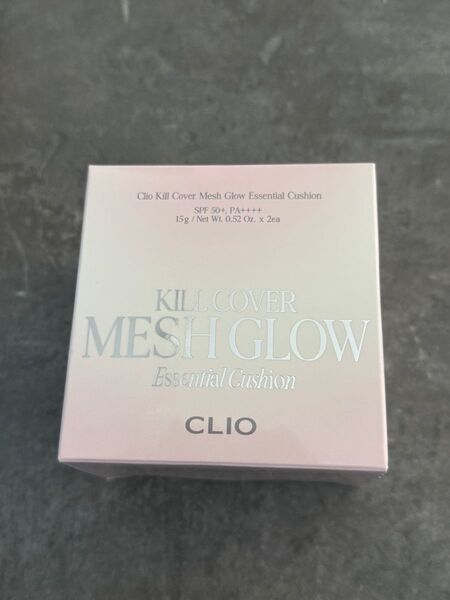 Clio Kill Cover Mesh Glow Essential Cushion
SPF 50+, PA++++
15g / Net Wt. 0.52 Oz. x 2ea
KILL COVER
MESH GLOW
Essential Cushion
CLIO